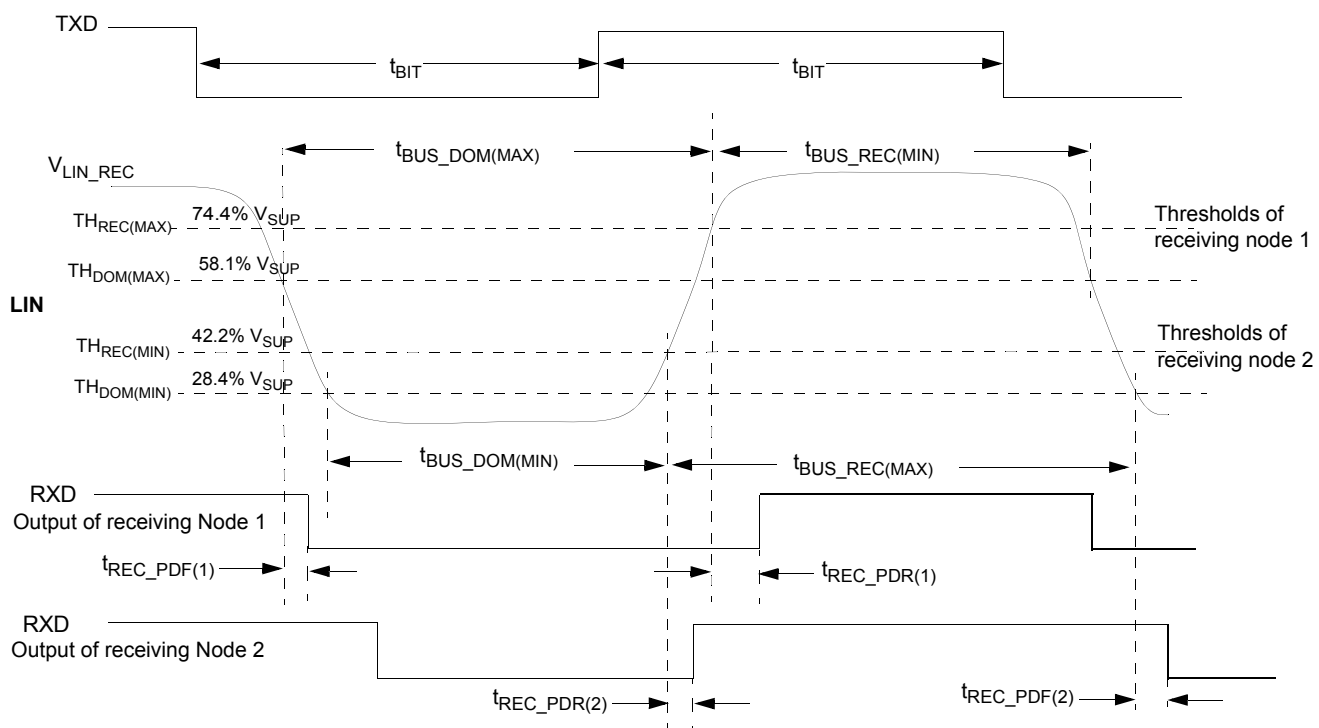 TXD
tBIT tBIT
tBUS_DOM(MAX) tBUS_REC(MIN)
VLIN_REC
THREC(MAX) 74.4% VSUP
Thresholds of
receiving node 1
THDOM(MAX) 58.1% VSUP
LIN
THREC(MIN) 42.2% VSUP
Thresholds of
receiving node 2
THDOM(MIN) 28.4% VSUP
tBUS_DOM(MIN) tBUS_REC(MAX)
RXD
Output of receiving Node 1
tREC_PDF(1) tREC_PDR(1)
RXD
Output of receiving Node 2
tREC_PDR(2) tREC_PDF(2)